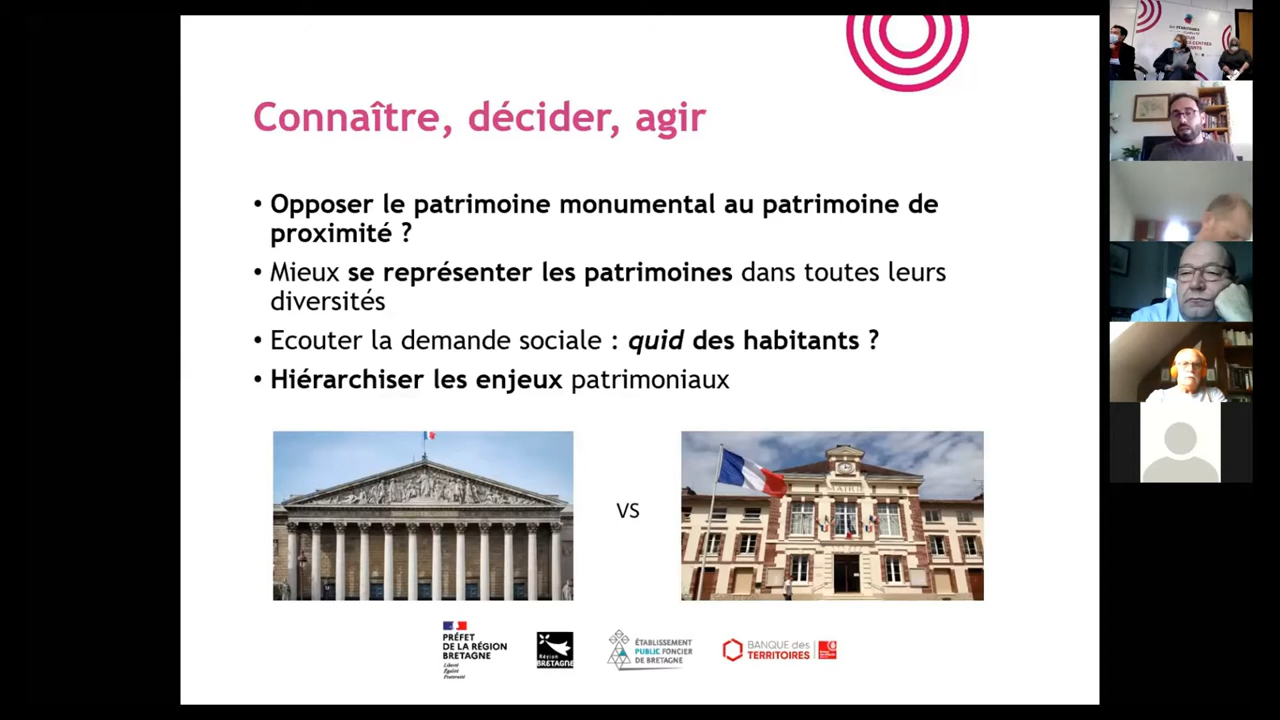 Connaître, décider, agir
• Opposer le patrimoine monumental au patrimoine de
proximité ?
• Mieux se représenter les patrimoines dans toutes leurs
diversités
• Ecouter la demande sociale : quid des habitants ?
• Hiérarchiser les enjeux patrimoniaux
VS
MAIRIE
PRÉFET
DE LA RÉGION
BRETAGNE
Liberté
Égalité
Fraternité
Région
BRETAGNE
ÉTABLISSEMENT
PUBLIC FONCIER
DE BRETAGNE
BANQUE des
TERRITOIRES